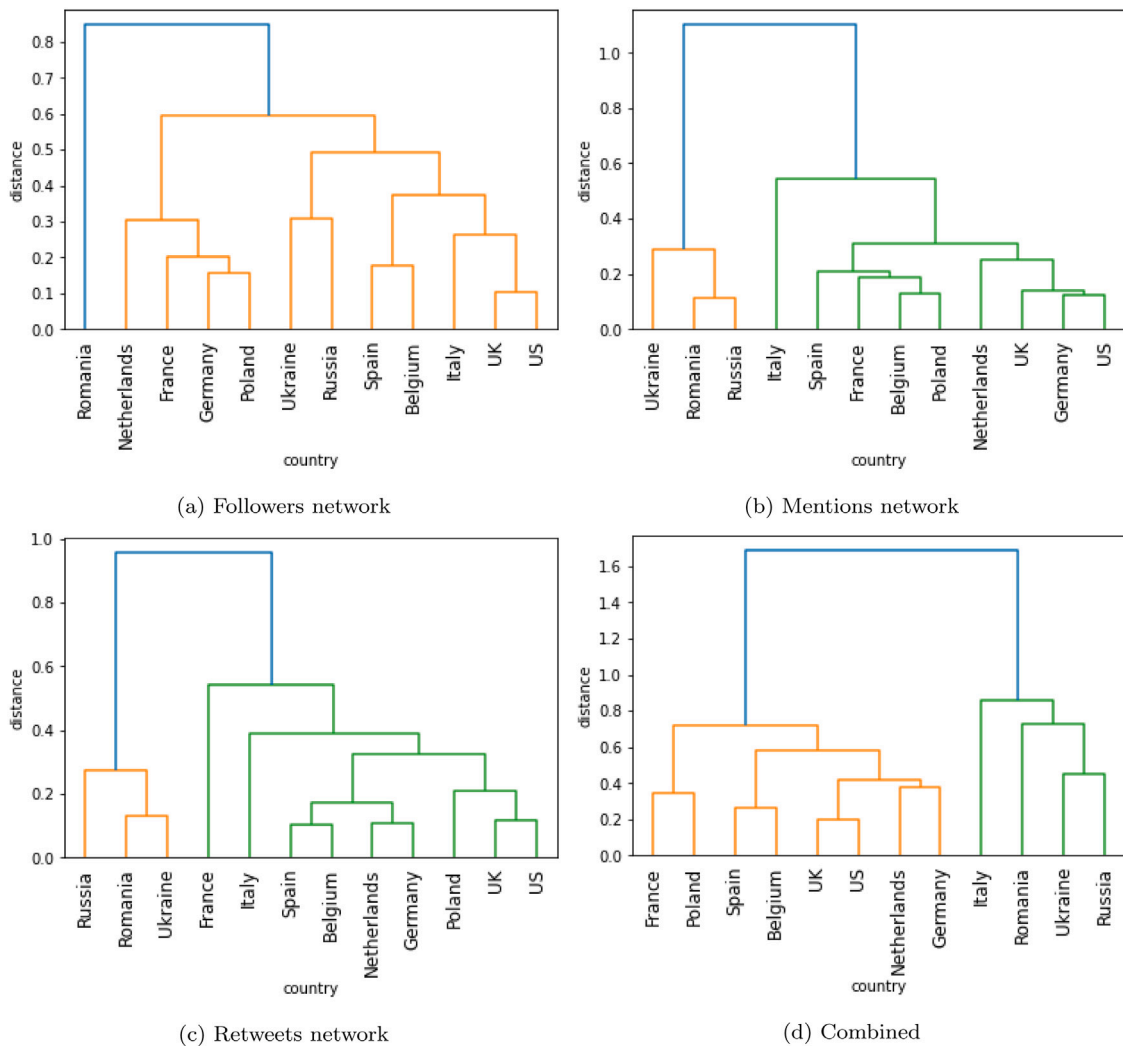 0.8
0.7
0.6
0.5
0.4
0.3
0.2
0.1
0.0
distance
Romania
Netherlands
France
Germany
Poland
Ukraine
Russia
Spain
Belgium
Italy
UK
US
country
(a) Followers network
1.0
0.8
0.6
0.4
0.2
0.0
distance
Ukraine
Romania
Russia
Italy
Spain
France
Belgium
Poland
Netherlands
UK
Germany
US
country
(b) Mentions network
1.0
0.8
0.6
0.4
0.2
0.0
distance
Russia
Romania
Ukraine
France
Italy
Spain
Belgium
Netherlands
Germany
Poland
UK
US
country
(c) Retweets network
1.6
1.4
1.2
1.0
0.8
0.6
0.4
0.2
0.0
distance
France
Poland
Spain
Belgium
UK
US
Netherlands
Germany
Italy
Romania
Ukraine
Russia
country
(d) Combined